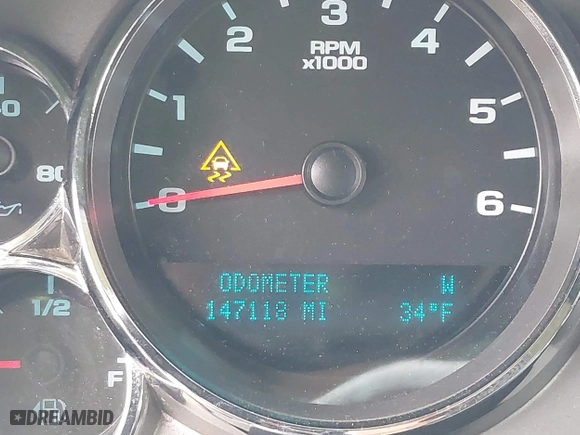 3
2
4
RPM
x1000
1
5
80
0
6
ODOMETER W
147118 MI 34°F
1/2
F
DREAMBID